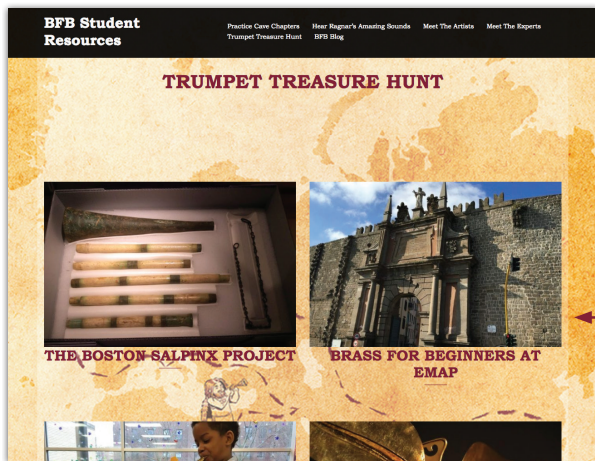 BFB Student
Resources
Practice Cave Chapters Hear Ragnar's Amazing Sounds Meet The Artists Meet The Experts
Trumpet Treasure Hunt BFB Blog
TRUMPET TREASURE HUNT
THE BOSTON SALPINX PROJECT
BRASS FOR BEGINNERS AT
EMAP